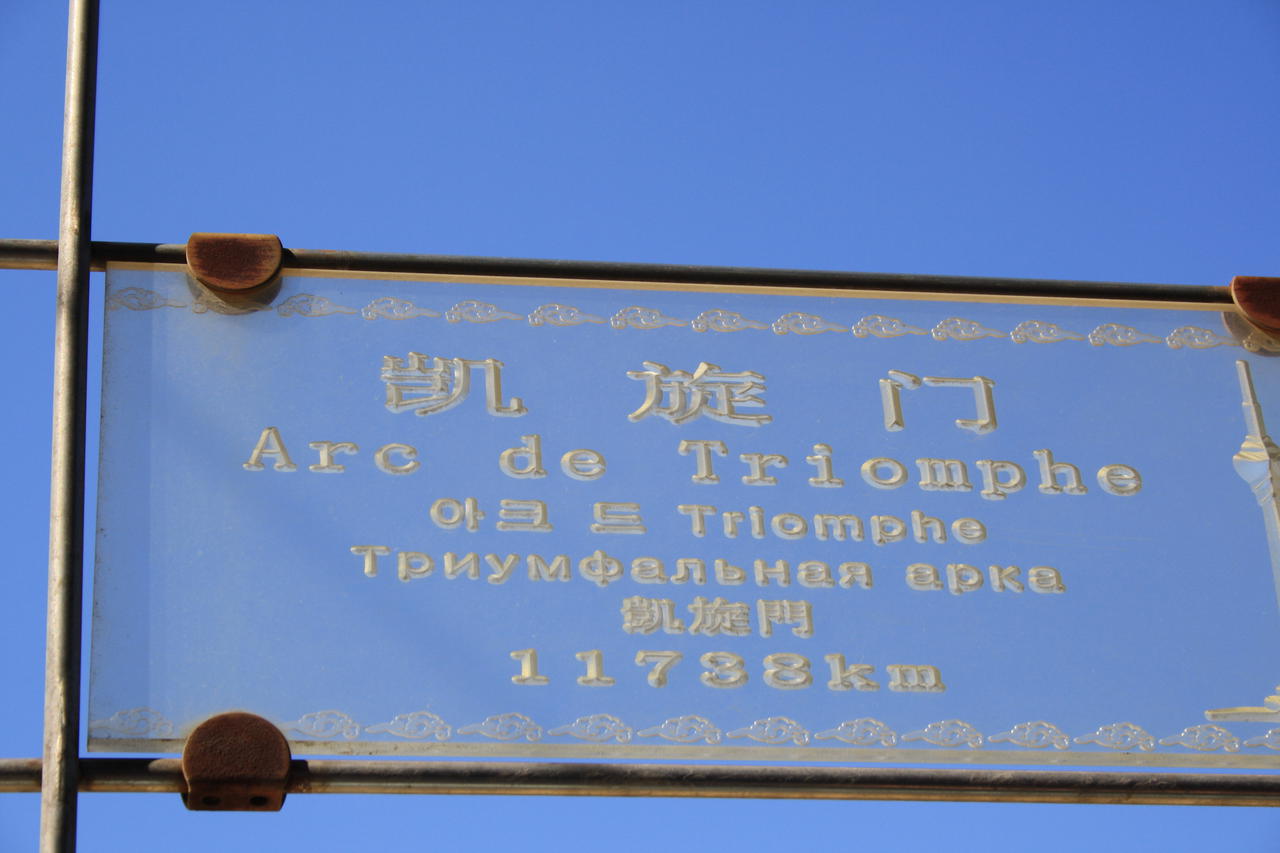 凯旋门
Arc de Triomphe
아크 드 Triomphe
Триумфальная арка
凱旋門
11738km